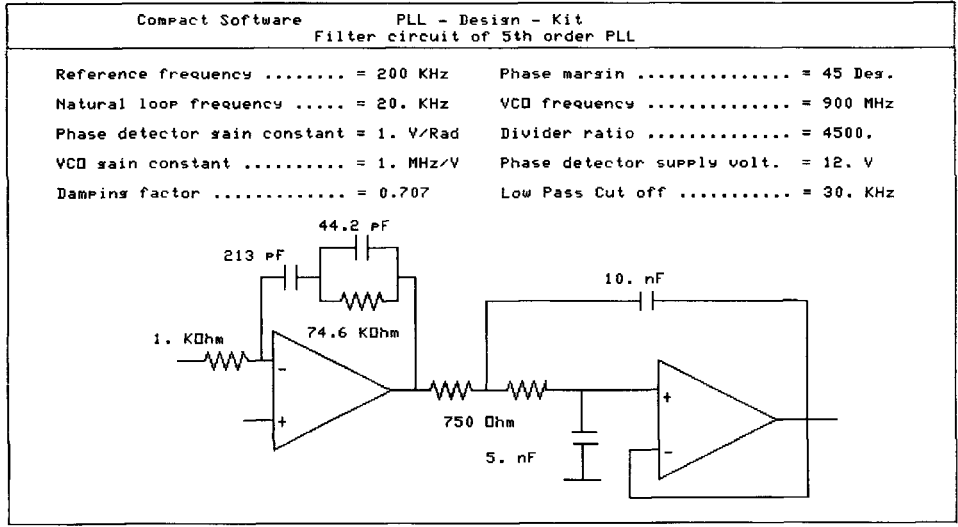 Compact Software PLL - Design - Kit
Filter circuit of 5th order PLL
Reference frequency ........ = 200 KHz
Natural loop frequency ..... = 20. KHz
Phase detector gain constant = 1. V/Rad
VCO gain constant .......... = 1. MHz/V
Damping factor ............. = 0.707
Phase margin ............... = 45 Deg.
VCO frequency .............. = 900 MHz
Divider ratio .............. = 4500.
Phase detector supply volt. = 12. V
Low Pass Cut off ........... = 30. KHz
44.2 pF
213 pF
10. nF
1. KOhm
74.6 KOhm
-
+
+
750 Ohm
5. nF
-